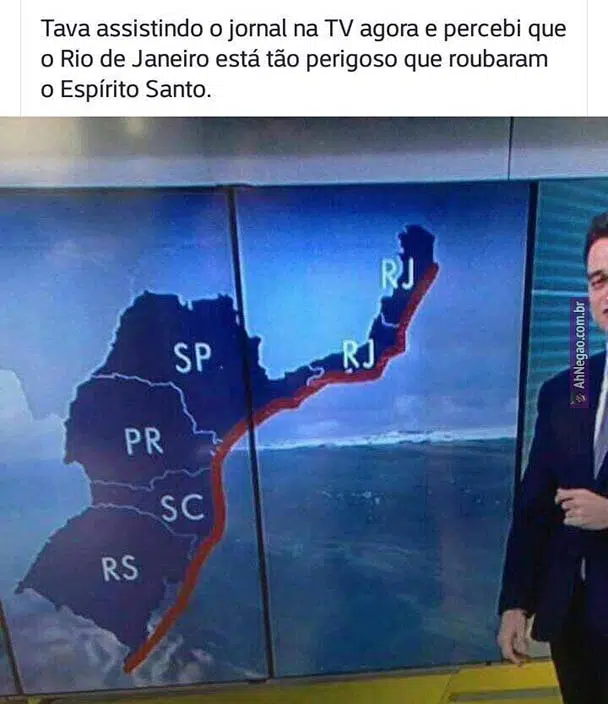 Tava assistindo o jornal na TV agora e percebi que
o Rio de Janeiro está tão perigoso que roubaram
o Espírito Santo.
RJ
SP
RJ
PR
SC
RS
AhNegao.com.br